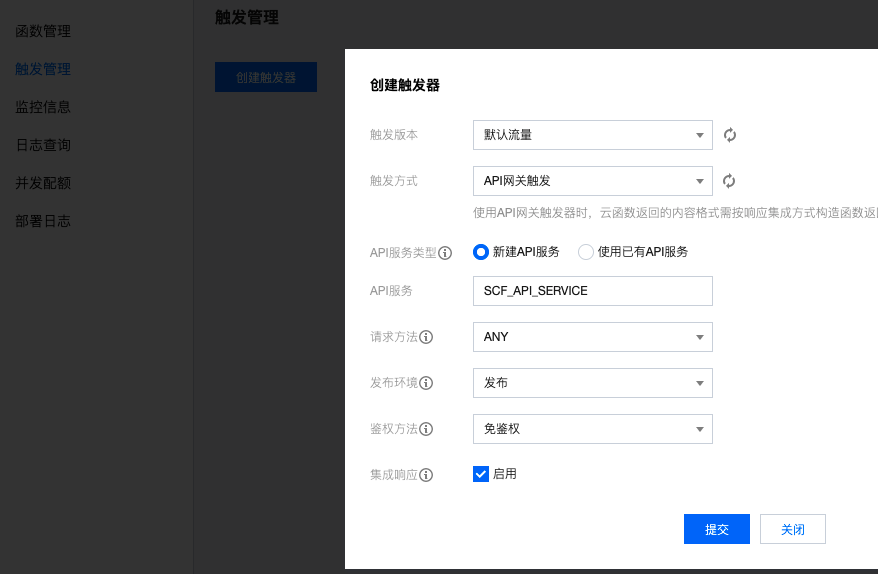 函数管理
触发管理
监控信息
日志查询
并发配额
部署日志
触发管理
创建触发器
创建触发器
触发版本
默认流量
触发方式
API网关触发
使用API网关触发器时，云函数返回的内容格式需按响应集成方式构造函数返
API服务类型
新建API服务
使用已有API服务
API服务
SCF_API_SERVICE
请求方法
ANY
发布环境
发布
鉴权方法
免鉴权
集成响应
启用
提交
关闭